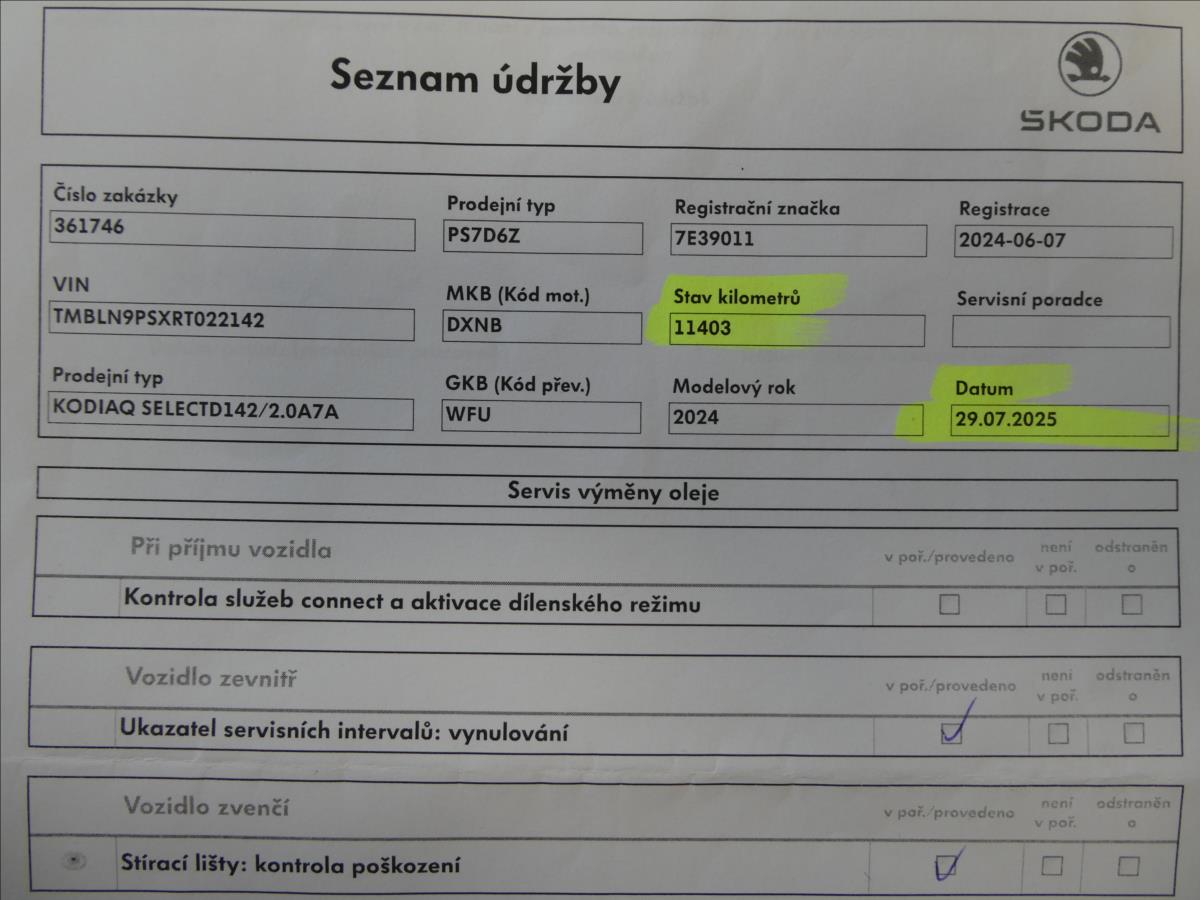 Seznam údržby
ŠKODA
Číslo zakázky
361746
Prodejní typ
PS7D6Z
Registrační značka
7E39011
Registrace
2024-06-07
VIN
TMBLN9PSXRT022142
MKB (Kód mot.)
DXNB
Stav kilometrů
11403
Servisní poradce
Prodejní typ
KODIAQ SELECTD142/2.0A7A
GKB (Kód přev.)
WFU
Modelový rok
2024
Datum
29.07.2025
Servis výměny oleje
Při příjmu vozidla
v poř./provedeno
není
v poř.
odstraněn
o
Kontrola služeb connect a aktivace dílenského režimu
Vozidlo zevnitř
v poř./provedeno
není
v poř.
odstraněn
o
Ukazatel servisních intervalů: vynulování
Vozidlo zvenčí
v poř./provedeno
není
v poř.
odstraněn
o
Stírací lišty: kontrola poškození